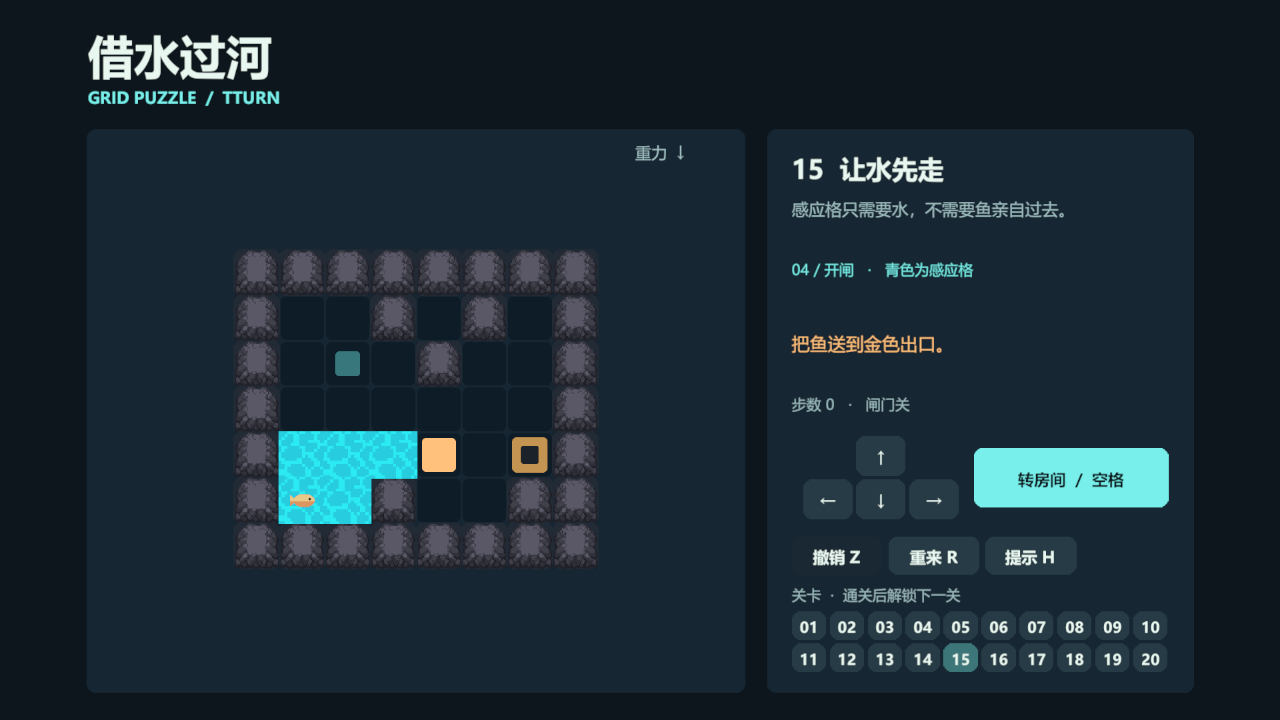 借水过河
GRID PUZZLE / TTURN
重力 ↓
15 让水先走
感应格只需要水，不需要鱼亲自过去。
04 / 开闸 · 青色为感应格
把鱼送到金色出口。
步数 0 · 闸门关
↑
← ↓ →
转房间 / 空格
撤销 Z 重来 R 提示 H
关卡 · 通关后解锁下一关
01 02 03 04 05 06 07 08 09 10
11 12 13 14 15 16 17 18 19 20